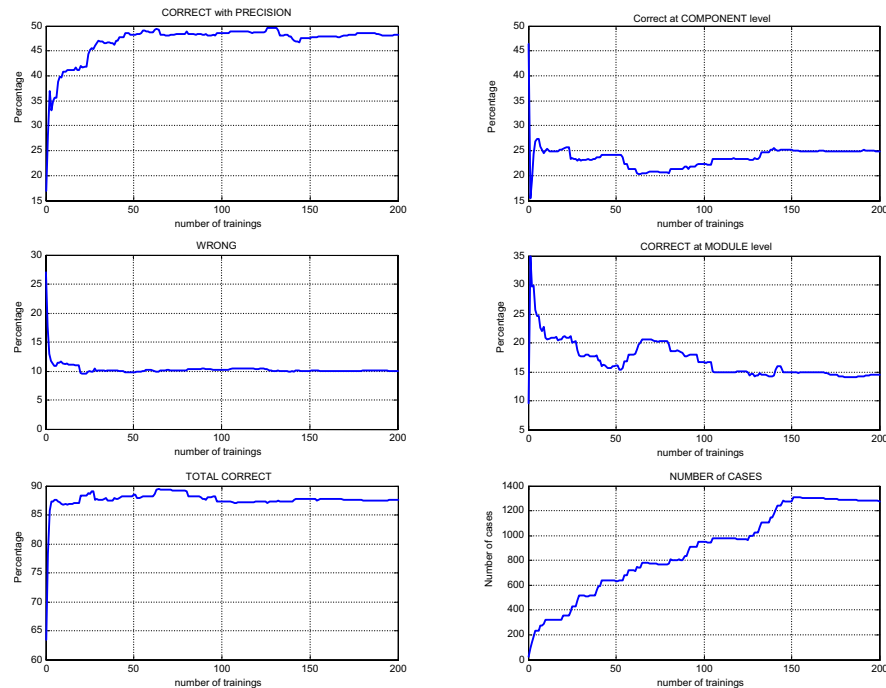 CORRECT with PRECISION
50
45
40
35
30
25
20
15
Percentage
0 50 100 150 200
number of trainings
Correct at COMPONENT level
50
45
40
35
30
25
20
15
Percentage
0 50 100 150 200
number of trainings
WRONG
30
25
20
15
10
5
0
Percentage
0 50 100 150 200
number of trainings
CORRECT at MODULE level
35
30
25
20
15
10
5
Percentage
0 50 100 150 200
number of trainings
TOTAL CORRECT
90
85
80
75
70
65
60
Percentage
0 50 100 150 200
number of trainings
NUMBER of CASES
1400
1200
1000
800
600
400
200
0
Number of cases
0 50 100 150 200
number of trainings